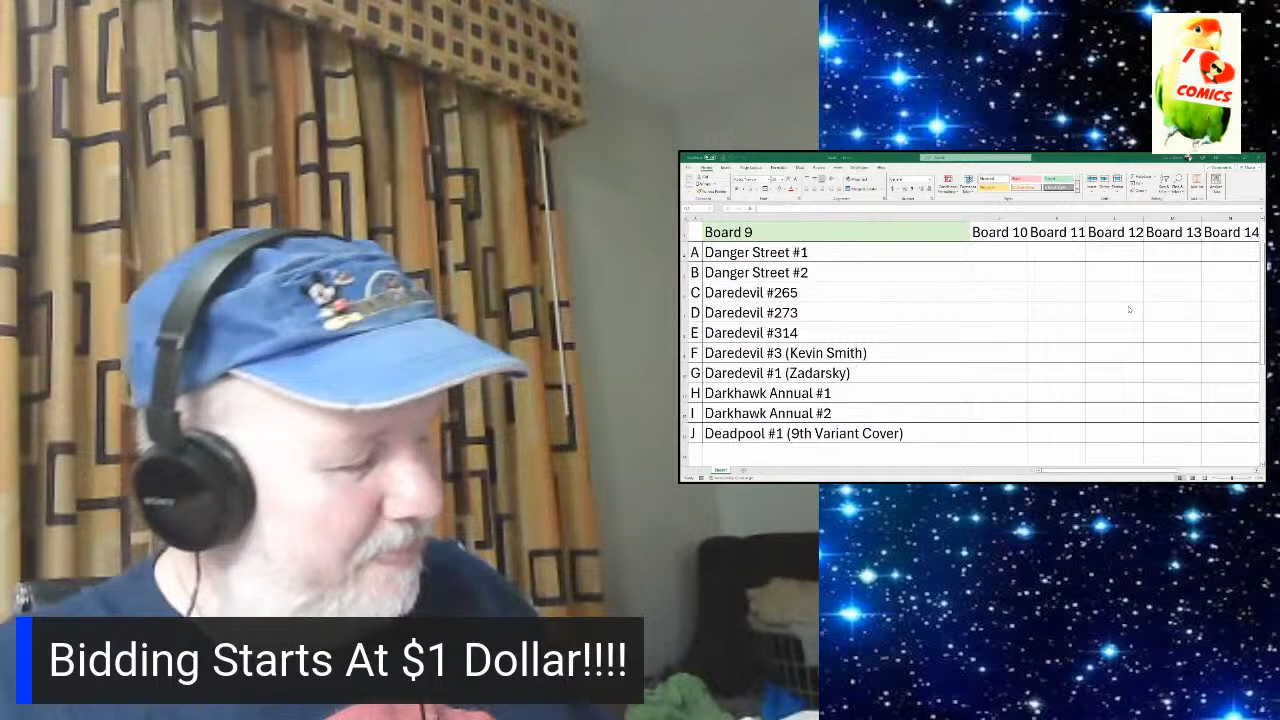 I
COMICS
Board 9
Board 10
Board 11
Board 12
Board 13
Board 14
A Danger Street #1
B Danger Street #2
C Daredevil #265
D Daredevil #273
E Daredevil #314
F Daredevil #3 (Kevin Smith)
G Daredevil #1 (Zadarsky)
H Darkhawk Annual #1
I Darkhawk Annual #2
J Deadpool #1 (9th Variant Cover)
SONY
Bidding Starts At $1 Dollar!!!!